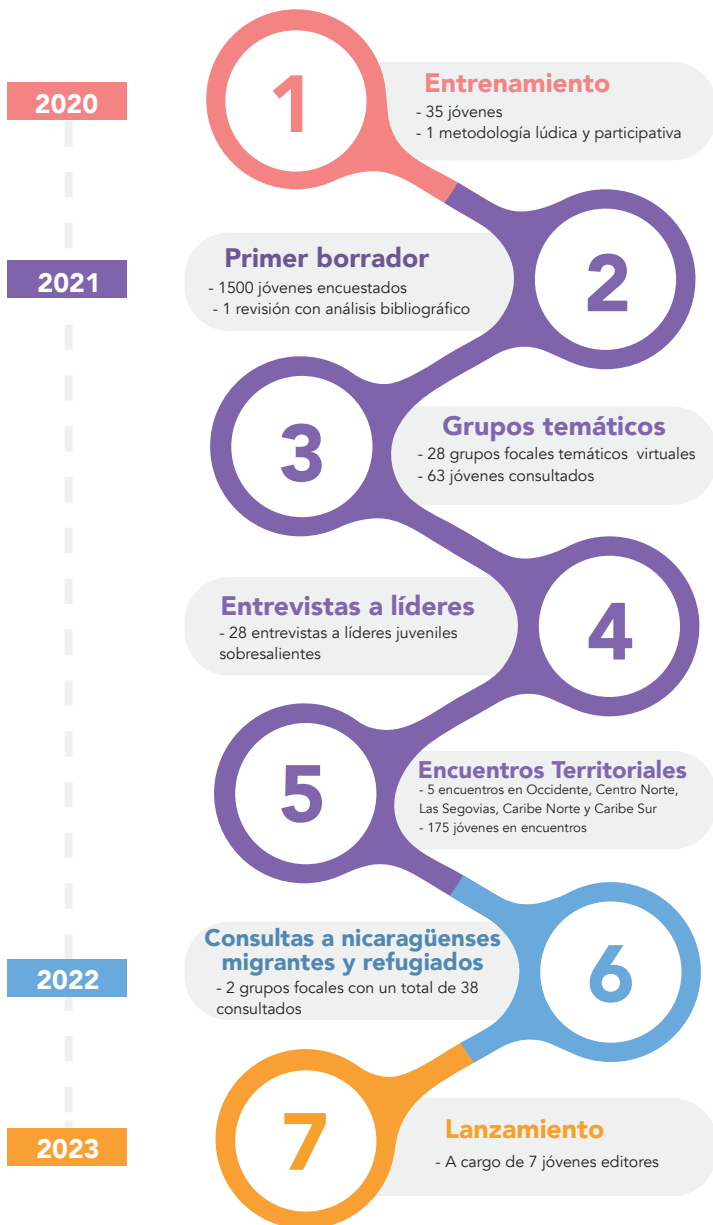 2020
1
Entrenamiento
- 35 jóvenes
- 1 metodología lúdica y participativa
2021
Primer borrador
- 1500 jóvenes encuestados
- 1 revisión con análisis bibliográfico
2
3
Grupos temáticos
- 28 grupos focales temáticos virtuales
- 63 jóvenes consultados
Entrevistas a líderes
- 28 entrevistas a líderes juveniles
sobresalientes
4
5
Encuentros Territoriales
- 5 encuentros en Occidente, Centro Norte,
Las Segovias, Caribe Norte y Caribe Sur
- 175 jóvenes en encuentros
2022
Consultas a nicaragüenses
migrantes y refugiados
- 2 grupos focales con un total de 38
consultados
6
2023
7
Lanzamiento
- A cargo de 7 jóvenes editores